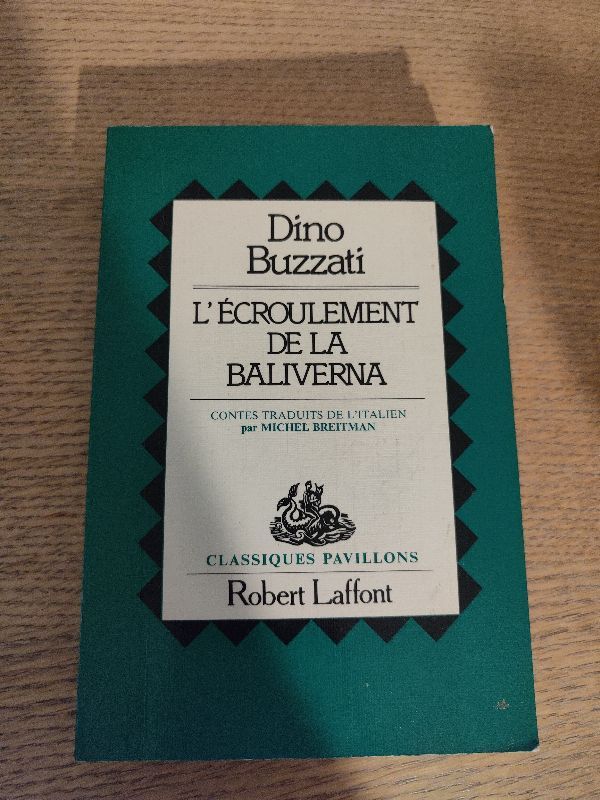 Dino
Buzzati
L'ÉCROULEMENT
DE LA
BALIVERNA
CONTES TRADUITS DE L'ITALIEN
par MICHEL BREITMAN
CLASSIQUES PAVILLONS
Robert Laffont